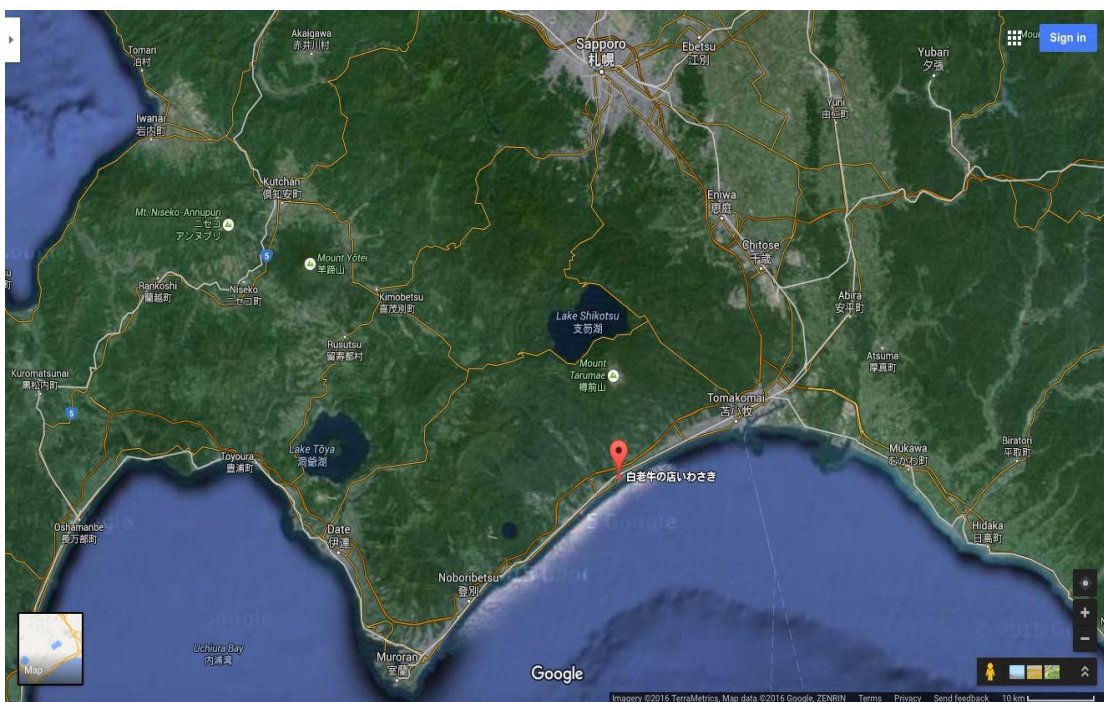 Akaigawa
赤井川村
Sapporo
札幌
Ebetsu
江別
Sign in
Yubari
夕張
Tomari
泊村
Iwanai
岩内町
Yuni
由仁町
Kutchan
倶知安町
Eniwa
恵庭
Mt. Niseko-Annupuri
ニセコ
アンヌプリ
5
Mount Yōtei
羊蹄山
Chitose
千歳
Rankoshi
蘭越町
Niseko
ニセコ町
Kimobetsu
喜茂別町
Abira
安平町
Lake Shikotsu
支笏湖
Rusutsu
留寿都村
Atsuma
厚真町
Kuromatsunai
黒松内町
Mount
Tarumae
樽前山
5
Tomakomai
苫小牧
Lake Tōya
洞爺湖
Toyoura
豊浦町
Mukawa
むかわ町
Biratori
平取町
白老牛の店いわさき
Oshamanbe
長万部町
Date
伊達
Hidaka
日高町
Noboribetsu
登別
Uchiura Bay
内浦湾
Muroran
室蘭
Map
Google
Imagery ©2016 TerraMetrics, Map data ©2016 Google, ZENRIN Terms Privacy Send feedback 10 km